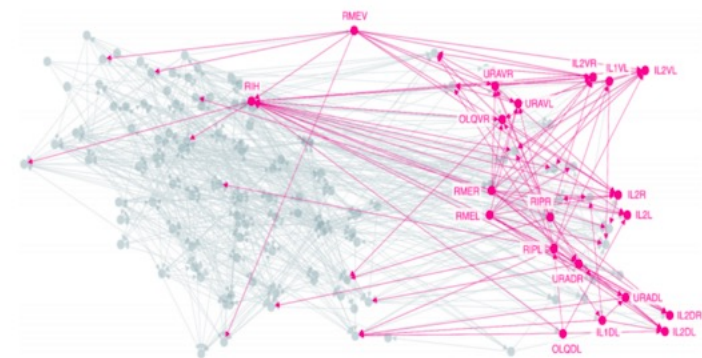 RMEV
IL2VR
IL1VL
IL2VL
URAVR
RIH
URAVL
OLQVR
RMER
IL2R
RIPR
RMEL
IL2L
RIPL
URADR
URADL
IL2DR
IL1DL
IL2DL
OLQDL